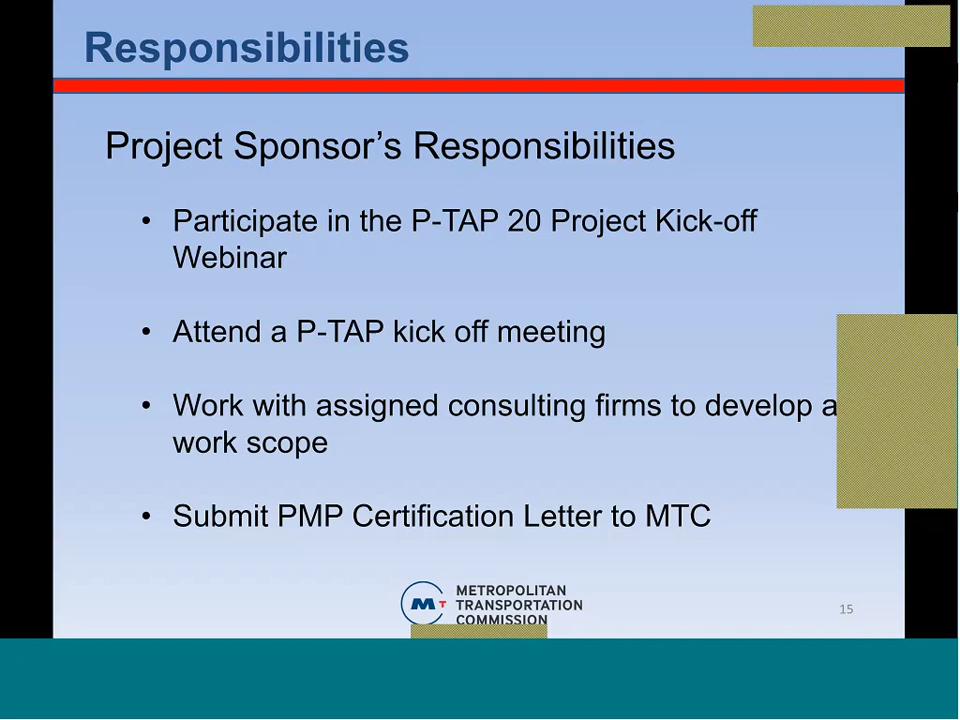 Responsibilities
Project Sponsor’s Responsibilities
• Participate in the P-TAP 20 Project Kick-off
Webinar
• Attend a P-TAP kick off meeting
• Work with assigned consulting firms to develop a
work scope
• Submit PMP Certification Letter to MTC
MT
METROPOLITAN
TRANSPORTATION
COMMISSION
15